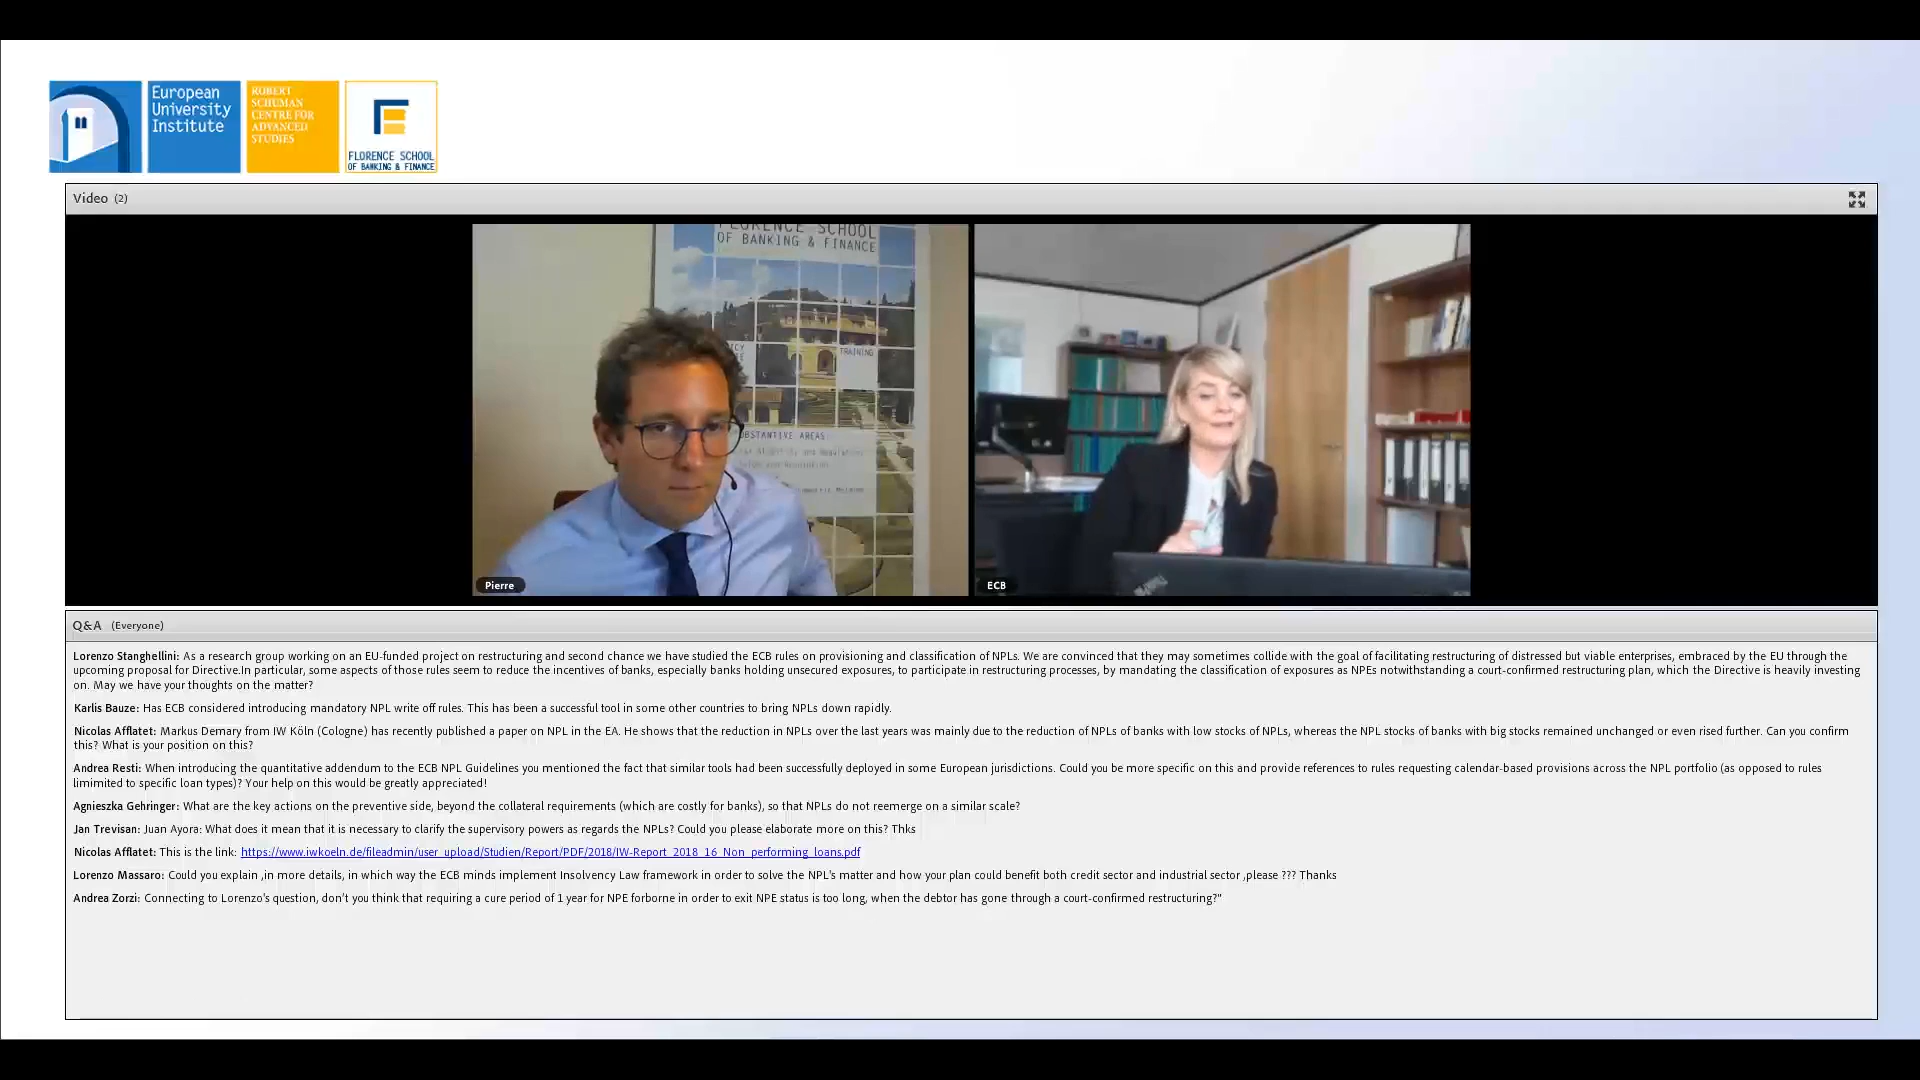 European
University
Institute
ROBERT
SCHUMAN
CENTRE FOR
ADVANCED
STUDIES
FLORENCE SCHOOL
OF BANKING & FINANCE
Video (2)
FLORENCE SCHOOL
OF BANKING & FINANCE
TRAINING
SUBSTANTIVE AREAS:
Pierre
ECB
Q&A (Everyone)
Lorenzo Stanghellini: As a research group working on an EU-funded project on restructuring and second chance we have studied the ECB rules on provisioning and classification of NPLs. We are convinced that they may sometimes collide with the goal of facilitating restructuring of distressed but viable enterprises, embraced by the EU through the
upcoming proposal for Directive.In particular, some aspects of those rules seem to reduce the incentives of banks, especially banks holding unsecured exposures, to participate in restructuring processes, by mandating the classification of exposures as NPEs notwithstanding a court-confirmed restructuring plan, which the Directive is heavily investing
on. May we have your thoughts on the matter?
Karlis Bauze: Has ECB considered introducing mandatory NPL write off rules. This has been a successful tool in some other countries to bring NPLs down rapidly.
Nicolas Afflatet: Markus Demary from IW Köln (Cologne) has recently published a paper on NPL in the EA. He shows that the reduction in NPLs over the last years was mainly due to the reduction of NPLs of banks with low stocks of NPLs, whereas the NPL stocks of banks with big stocks remained unchanged or even rised further. Can you confirm
this? What is your position on this?
Andrea Resti: When introducing the quantitative addendum to the ECB NPL Guidelines you mentioned the fact that similar tools had been successfully deployed in some European jurisdictions. Could you be more specific on this and provide references to rules requesting calendar-based provisions across the NPL portfolio (as opposed to rules
limimited to specific loan types)? Your help on this would be greatly appreciated!
Agnieszka Gehringer: What are the key actions on the preventive side, beyond the collateral requirements (which are costly for banks), so that NPLs do not reemerge on a similar scale?
Jan Trevisan: Juan Ayora: What does it mean that it is necessary to clarify the supervisory powers as regards the NPLs? Could you please elaborate more on this? Thks
Nicolas Afflatet: This is the link: https://www.iwkoeln.de/fileadmin/user_upload/Studien/Report/PDF/2018/IW-Report_2018_16_Non_performing_loans.pdf
Lorenzo Massaro: Could you explain ,in more details, in which way the ECB minds implement Insolvency Law framework in order to solve the NPL's matter and how your plan could benefit both credit sector and industrial sector ,please ??? Thanks
Andrea Zorzi: Connecting to Lorenzo's question, don't you think that requiring a cure period of 1 year for NPE forborne in order to exit NPE status is too long, when the debtor has gone through a court-confirmed restructuring?"